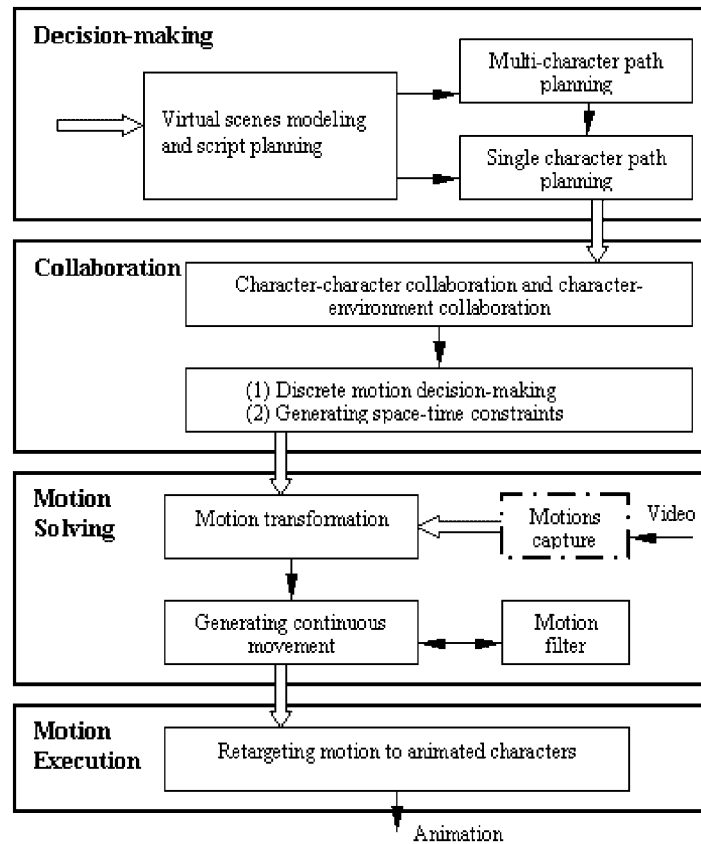 Decision-making
Multi-character path
planning
Virtual scenes modeling
and script planning
Single character path
planning
Collaboration
Character-character collaboration and character-
environment collaboration
(1) Discrete motion decision-making
(2) Generating space-time constraints
Motion
Solving
Motion transformation
Motions
capture
Video
Generating continuous
movement
Motion
filter
Motion
Execution
Retargeting motion to animated characters
Animation